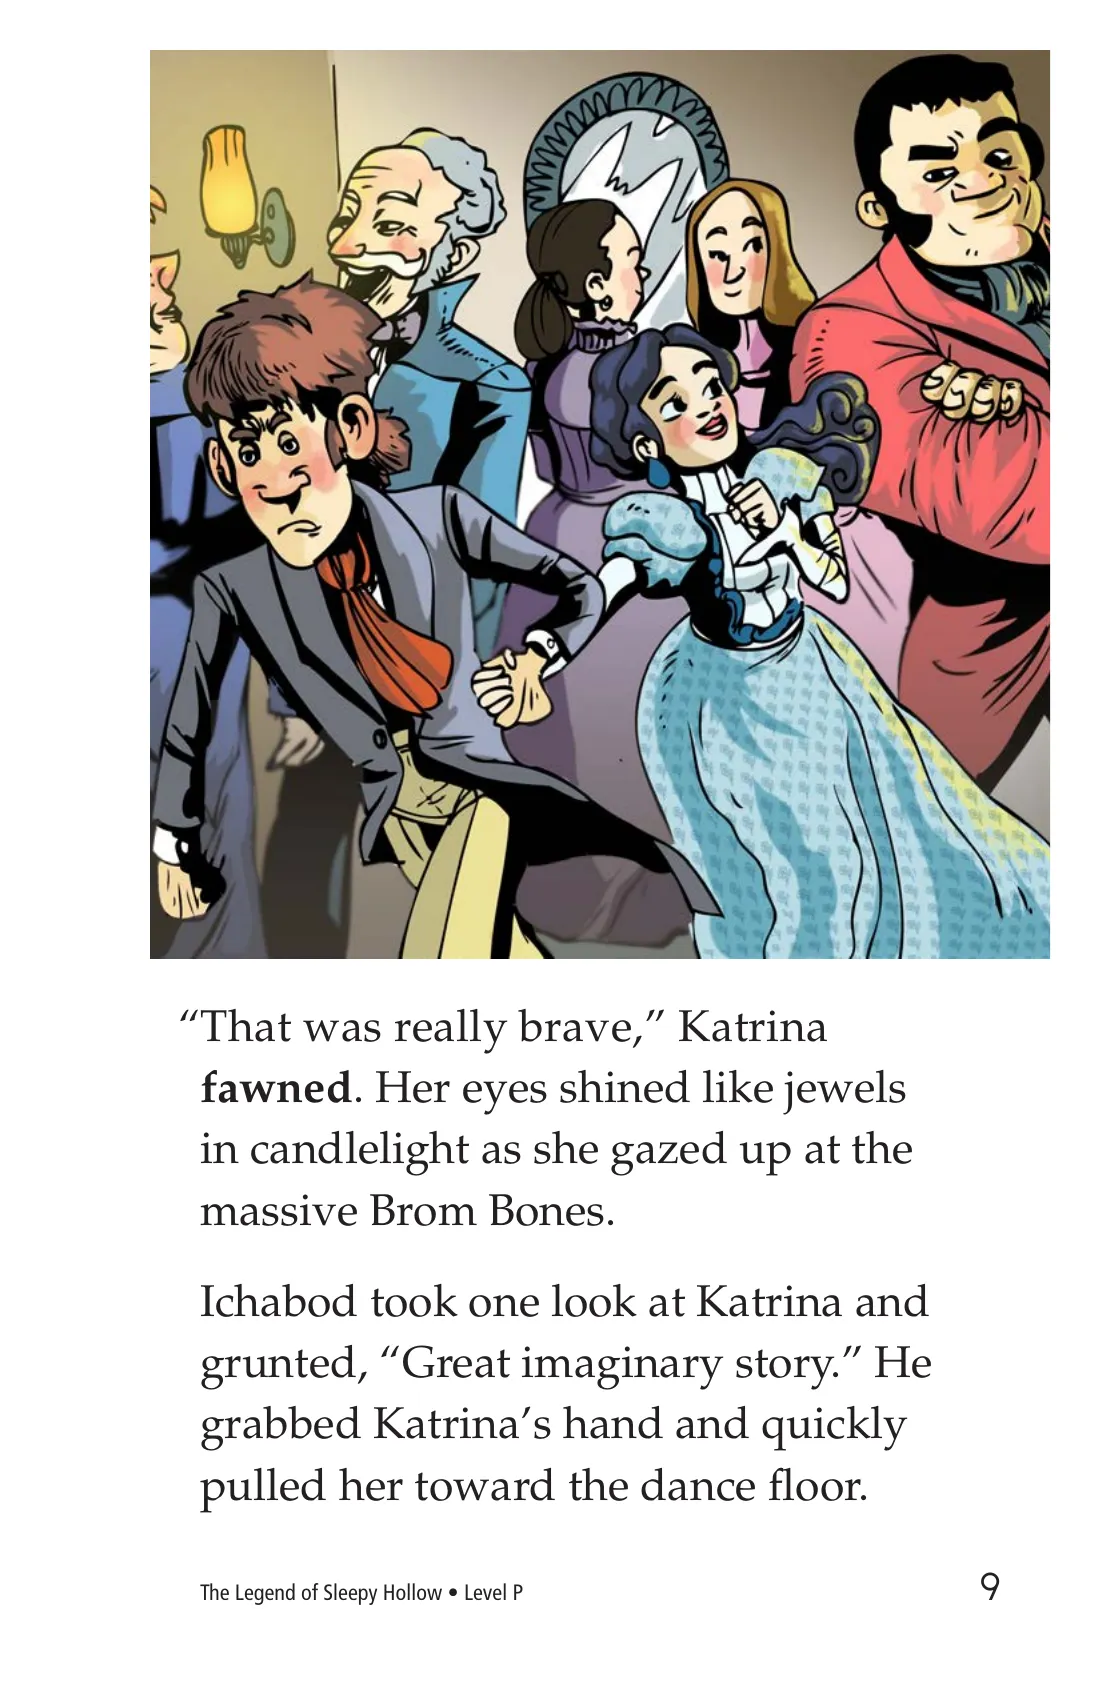 “That was really brave,” Katrina
fawned. Her eyes shined like jewels
in candlelight as she gazed up at the
massive Brom Bones.
Ichabod took one look at Katrina and
grunted, “Great imaginary story.” He
grabbed Katrina’s hand and quickly
pulled her toward the dance floor.
The Legend of Sleepy Hollow • Level P
9